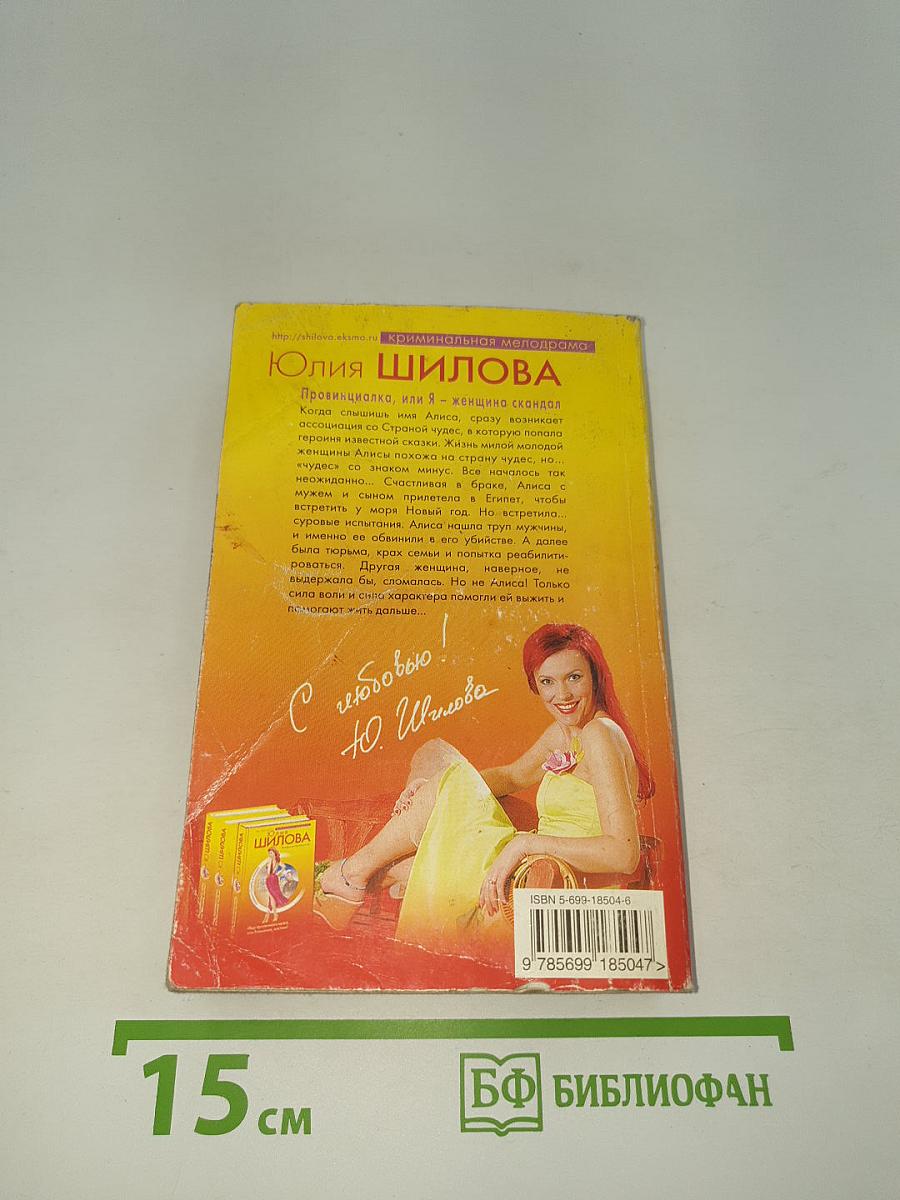 http://shilova.eksmo.ru криминальная мелодрама
Юлия ШИЛОВА
Провинциалка, или Я – женщина скандал
Когда слышишь имя Алиса, сразу возникает
ассоциация со Страной чудес, в которую попала
героиня известной сказки. Жизнь милой молодой
женщины Алисы похожа на страну чудес, но...
«чудес» со знаком минус. Все началось так
неожиданно... Счастливая в браке, Алиса с
мужем и сыном прилетела в Египет, чтобы
встретить у моря Новый год. Но встретила...
суровые испытания. Алиса нашла труп мужчины,
и именно ее обвинили в его убийстве. А далее
была тюрьма, крах семьи и попытка реабилити-
роваться. Другая женщина, наверное, не
выдержала бы, сломалась. Но не Алиса! Только
сила воли и сила характера помогли ей выжить и
помогают жить дальше...
С любовью!
Ю. Шилова
Ю. ШИЛОВА
Ю. ШИЛОВА
Ю. ШИЛОВА
Юлия
ШИЛОВА
ISBN 5-699-18504-6
9 785699 185047 >
15 см
БФ БИБЛИОФАН